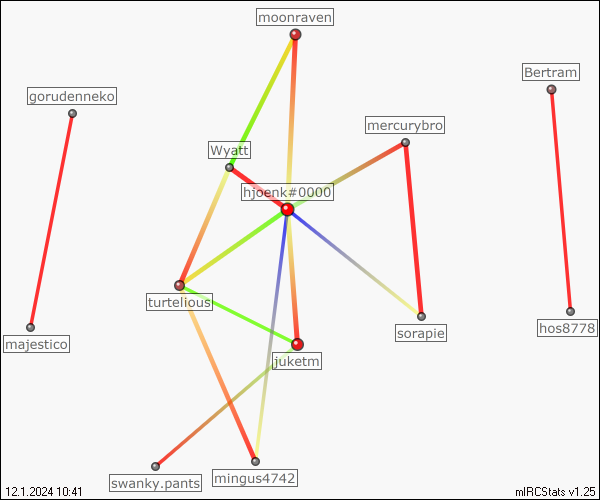 moonraven
Bertram
gorudenneko
mercurybro
Wyatt
hjoenk#0000
turtelious
hos8778
sorapie
majestico
juketm
mingus4742
swanky.pants
12.1.2024 10:41
mIRCStats v1.25